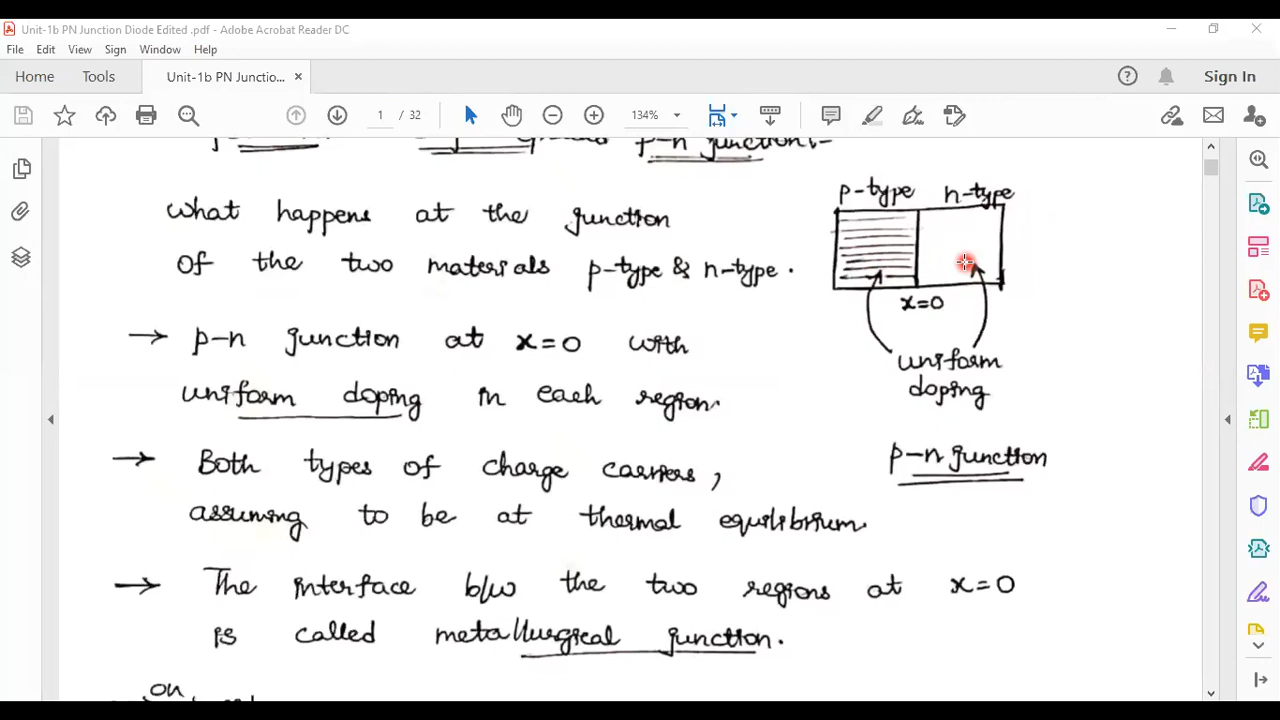 Unit-1b PN Junction Diode Edited .pdf - Adobe Acrobat Reader DC
File Edit View Sign Window Help
Home Tools Unit-1b PN Junctio... × Sign In
1 / 32 134%
p-n junction:-
what happens at the junction
of the two materials p-type & n-type.
p-type n-type
x=0
uniform
doping
p-n junction
→ p-n junction at x=0 with
uniform doping in each region.
→ Both types of charge carriers,
assuming to be at thermal equilibrium.
→ The interface b/w the two regions at x=0
is called metallurgical junction.
on